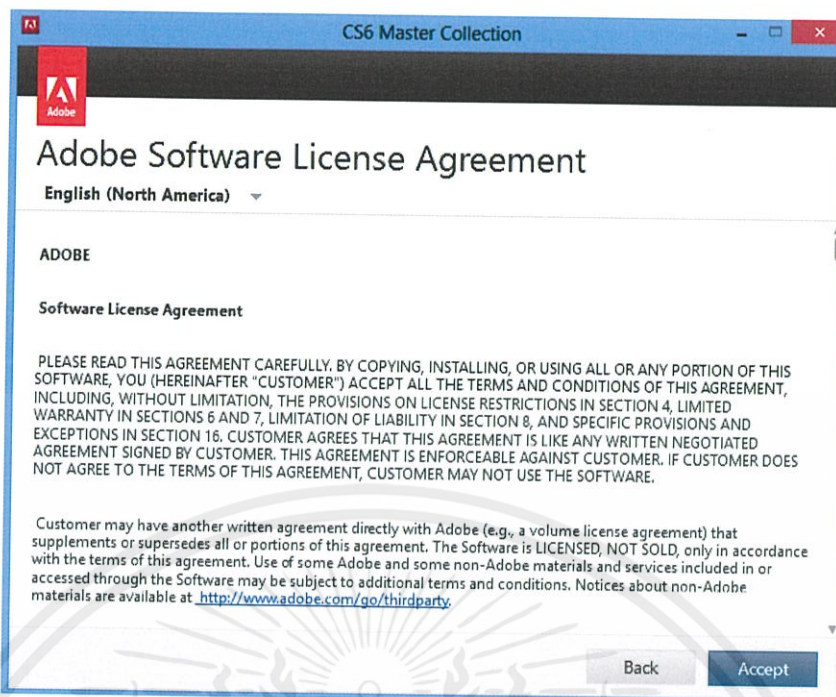 CS6 Master Collection
Adobe
Adobe Software License Agreement
English (North America)
ADOBE
Software License Agreement
PLEASE READ THIS AGREEMENT CAREFULLY. BY COPYING, INSTALLING, OR USING ALL OR ANY PORTION OF THIS
SOFTWARE, YOU (HEREINAFTER "CUSTOMER") ACCEPT ALL THE TERMS AND CONDITIONS OF THIS AGREEMENT,
INCLUDING, WITHOUT LIMITATION, THE PROVISIONS ON LICENSE RESTRICTIONS IN SECTION 4, LIMITED
WARRANTY IN SECTIONS 6 AND 7, LIMITATION OF LIABILITY IN SECTION 8, AND SPECIFIC PROVISIONS AND
EXCEPTIONS IN SECTION 16. CUSTOMER AGREES THAT THIS AGREEMENT IS LIKE ANY WRITTEN NEGOTIATED
AGREEMENT SIGNED BY CUSTOMER. THIS AGREEMENT IS ENFORCEABLE AGAINST CUSTOMER. IF CUSTOMER DOES
NOT AGREE TO THE TERMS OF THIS AGREEMENT, CUSTOMER MAY NOT USE THE SOFTWARE.
Customer may have another written agreement directly with Adobe (e.g., a volume license agreement) that
supplements or supersedes all or portions of this agreement. The Software is LICENSED, NOT SOLD, only in accordance
with the terms of this agreement. Use of some Adobe and some non-Adobe materials and services included in or
accessed through the Software may be subject to additional terms and conditions. Notices about non-Adobe
materials are available at http://www.adobe.com/go/thirdparty.
Back
Accept